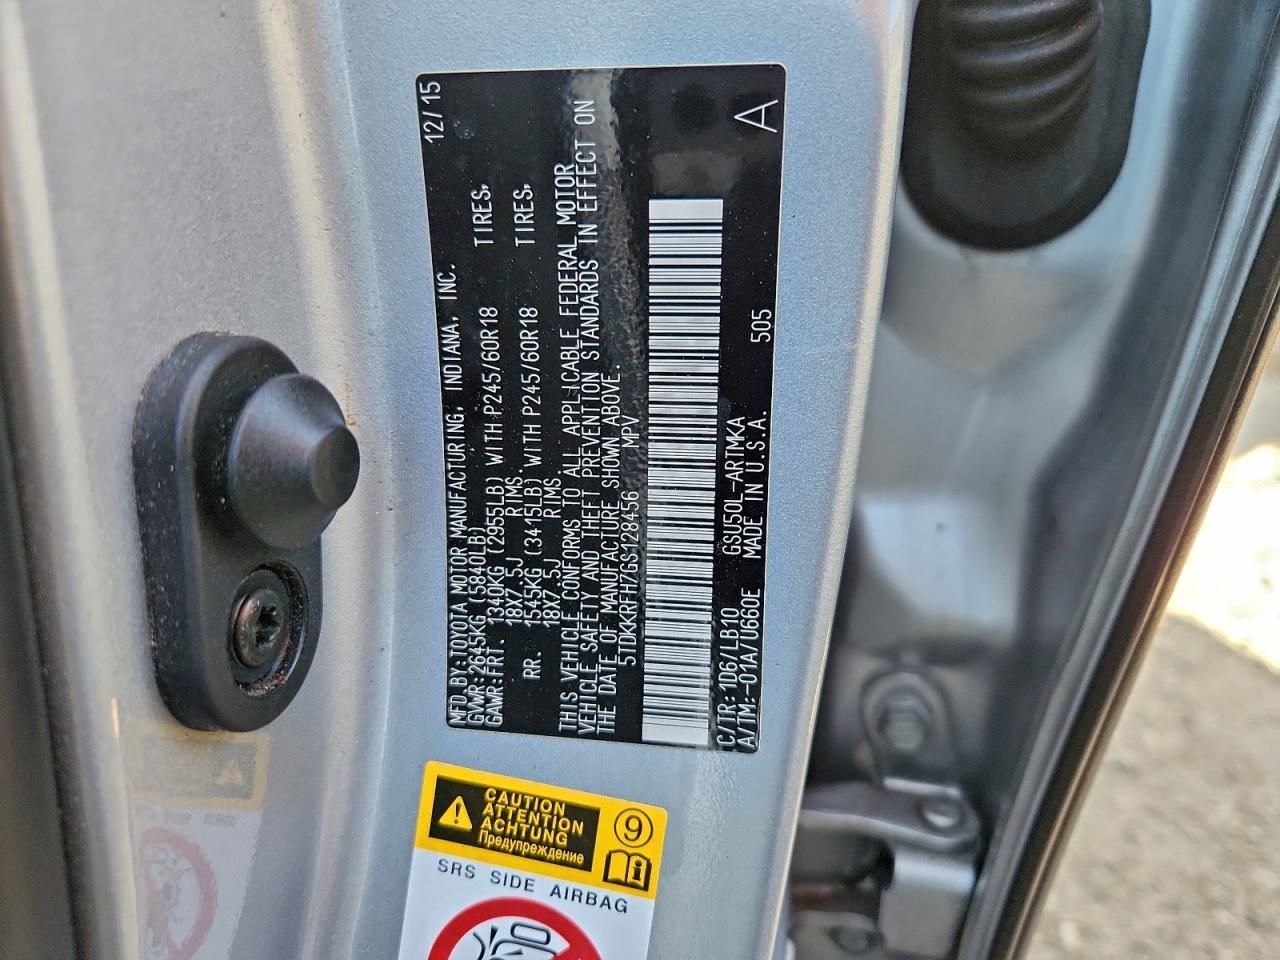 MFD.BY:TOYOTA MOTOR MANUFACTURING, INDIANA, INC. 12/15
GVWR:2645KG (5840LB)
GAWR:FRT. 1340KG (2955LB) WITH P245/60R18 TIRES,
18X7.5J RIMS,
RR. 1545KG (3415LB) WITH P245/60R18 TIRES,
18X7.5J RIMS.
THIS VEHICLE CONFORMS TO ALL APPLICABLE FEDERAL MOTOR
VEHICLE SAFETY AND THEFT PREVENTION STANDARDS IN EFFECT ON
THE DATE OF MANUFACTURE SHOWN ABOVE.
5TDKKRFH7GS128456 MPV
C/TR:1D6/LB10 GSU50L-ARTMKA 505 A
A/TM:-01A/U660E MADE IN U.S.A.
CAUTION
ATTENTION
ACHTUNG
Предупреждение
9
i
SRS SIDE AIRBAG